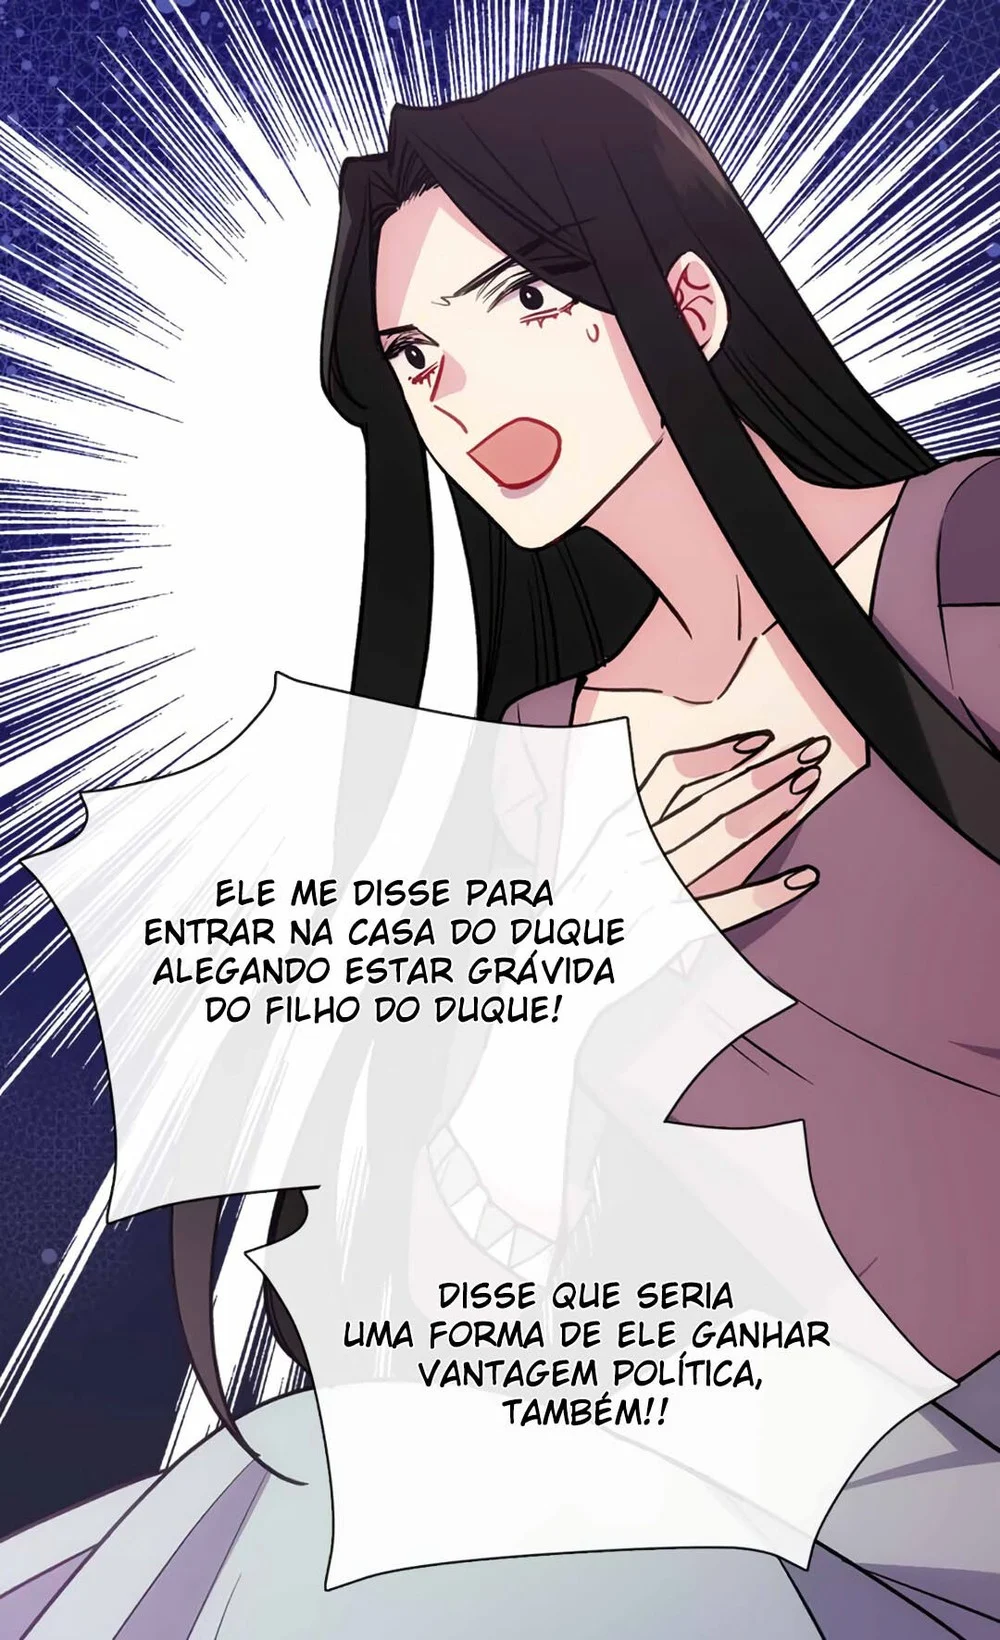 ELE ME DISSE PARA
ENTRAR NA CASA DO DUQUE
ALEGANDO ESTAR GRÁVIDA
DO FILHO DO DUQUE!
DISSE QUE SERIA
UMA FORMA DE ELE GANHAR
VANTAGEM POLÍTICA,
TAMBÉM!!